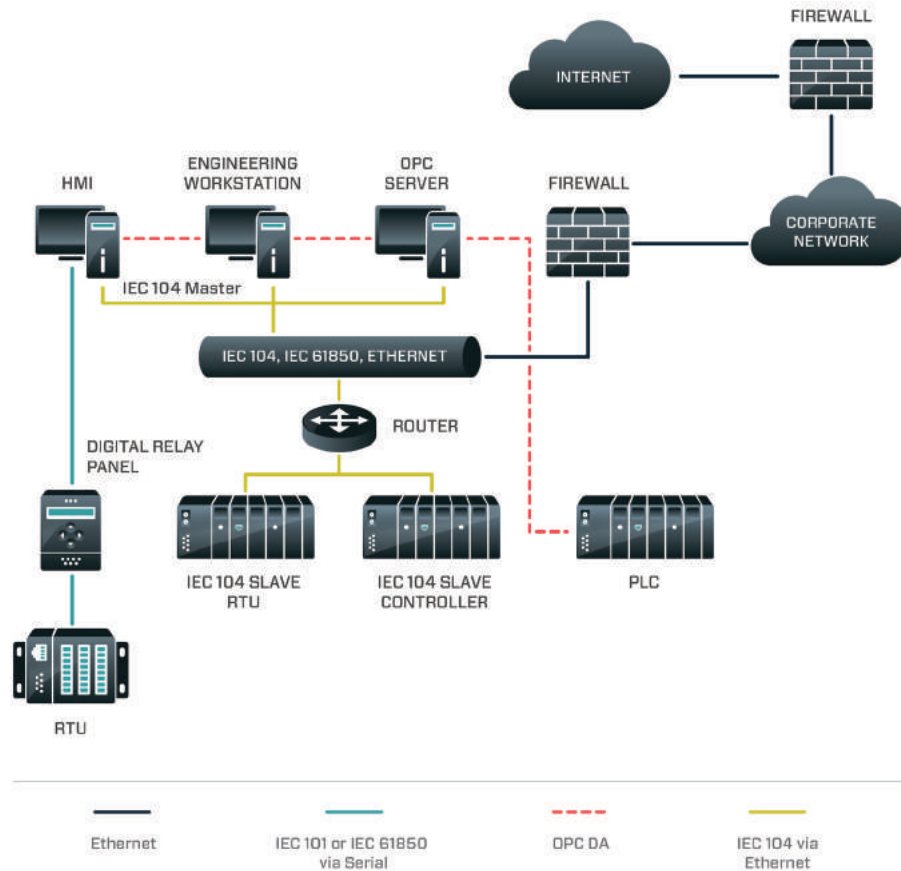 FIREWALL
INTERNET
ENGINEERING
WORKSTATION
OPC
SERVER
HMI
FIREWALL
CORPORATE
NETWORK
IEC 104 Master
IEC 104, IEC 61850, ETHERNET
ROUTER
DIGITAL RELAY
PANEL
IEC 104 SLAVE
RTU
IEC 104 SLAVE
CONTROLLER
PLC
RTU
Ethernet
IEC 101 or IEC 61850
via Serial
OPC DA
IEC 104 via
Ethernet